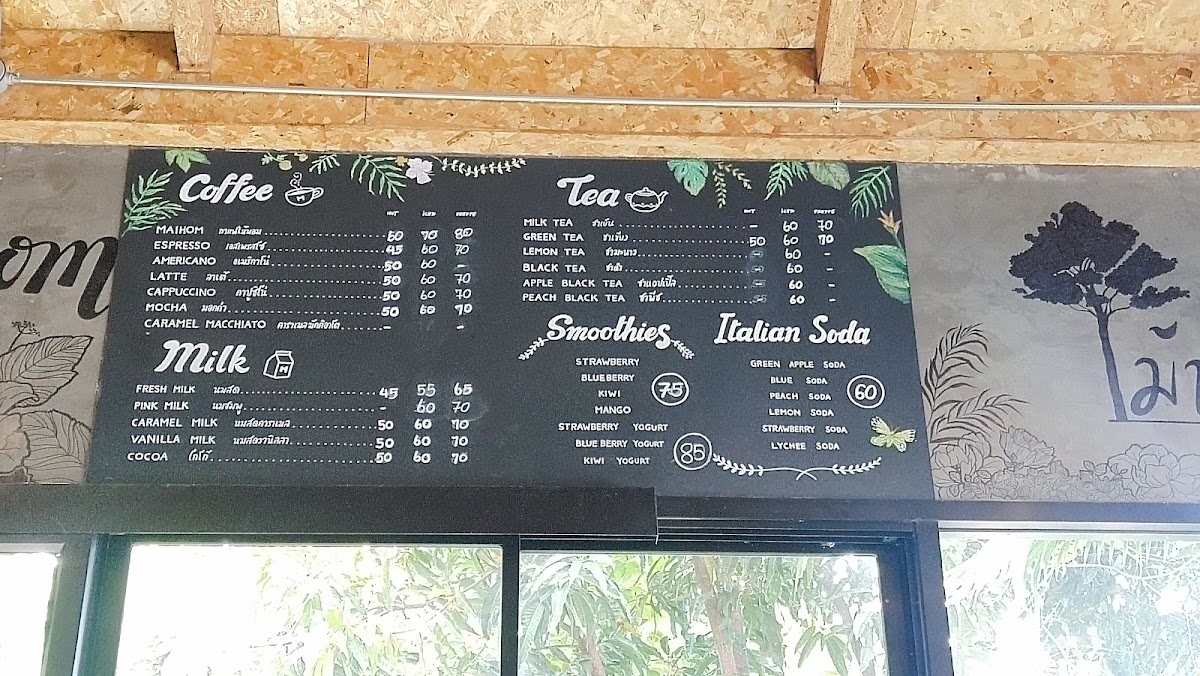 om
Coffee
HOT ICED FRAPPE
MAIHOM กาแฟไม้หอม 60 70 80
ESPRESSO เอสเพรสโซ่ 45 60 70
AMERICANO อเมริกาโน่ 50 60 -
LATTE ลาเต้ 50 60 70
CAPPUCCINO คาปูชิโน่ 50 60 70
MOCHA มอคค่า 50 60 70
CARAMEL MACCHIATO คาราเมลมัคคิอาโต - -
Milk
FRESH MILK นมสด 45 55 65
PINK MILK นมชมพู - 60 70
CARAMEL MILK นมสดคาราเมล 50 60 70
VANILLA MILK นมสดวานิลลา 50 60 70
COCOA โกโก้ 50 60 70
Tea
HOT ICED FRAPPE
MILK TEA ชาเย็น - 60 70
GREEN TEA ชาเขียว 50 60 70
LEMON TEA ชามะนาว - 60 -
BLACK TEA ชาดำ - 60 -
APPLE BLACK TEA ชาแอปเปิ้ล - 60 -
PEACH BLACK TEA ชาพีช - 60 -
Smoothies
STRAWBERRY
BLUEBERRY
KIWI 75
MANGO
STRAWBERRY YOGURT
BLUEBERRY YOGURT 85
KIWI YOGURT
Italian Soda
GREEN APPLE SODA
BLUE SODA
PEACH SODA 60
LEMON SODA
STRAWBERRY SODA
LYCHEE SODA